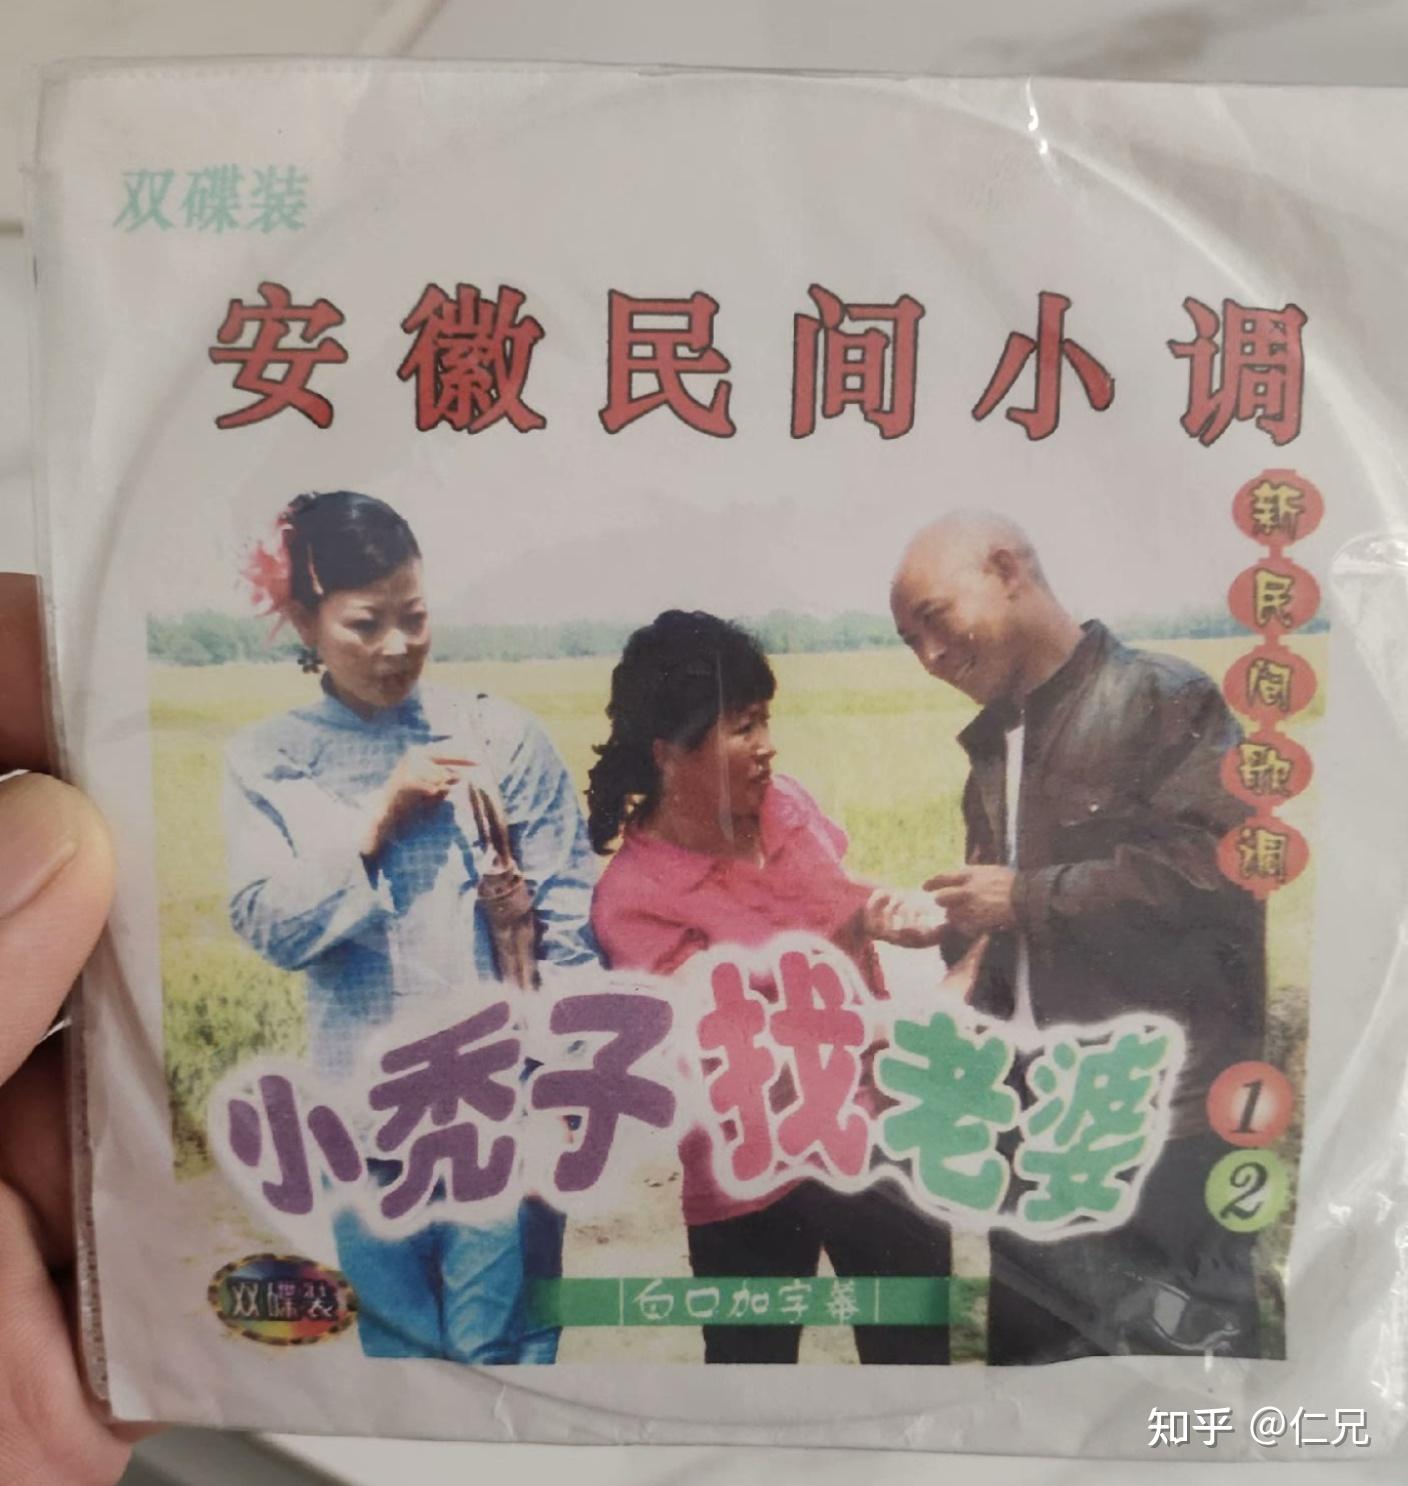 双碟装
安徽民间小调
新民间歌调
小秃子找老婆
1
2
双碟装
白口加字幕
知乎 @仁兄